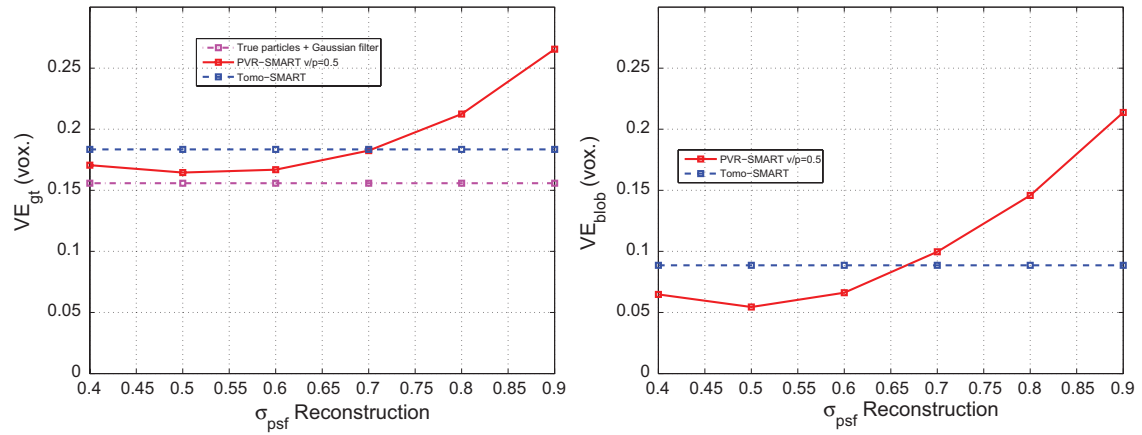 True particles + Gaussian filter
PVR-SMART v/p=0.5
Tomo-SMART
VE_gt (vox.)
0.25
0.2
0.15
0.1
0.05
0
0.4 0.45 0.5 0.55 0.6 0.65 0.7 0.75 0.8 0.85 0.9
σ_psf Reconstruction
PVR-SMART v/p=0.5
Tomo-SMART
VE_blob (vox.)
0.25
0.2
0.15
0.1
0.05
0
0.4 0.45 0.5 0.55 0.6 0.65 0.7 0.75 0.8 0.85 0.9
σ_psf Reconstruction